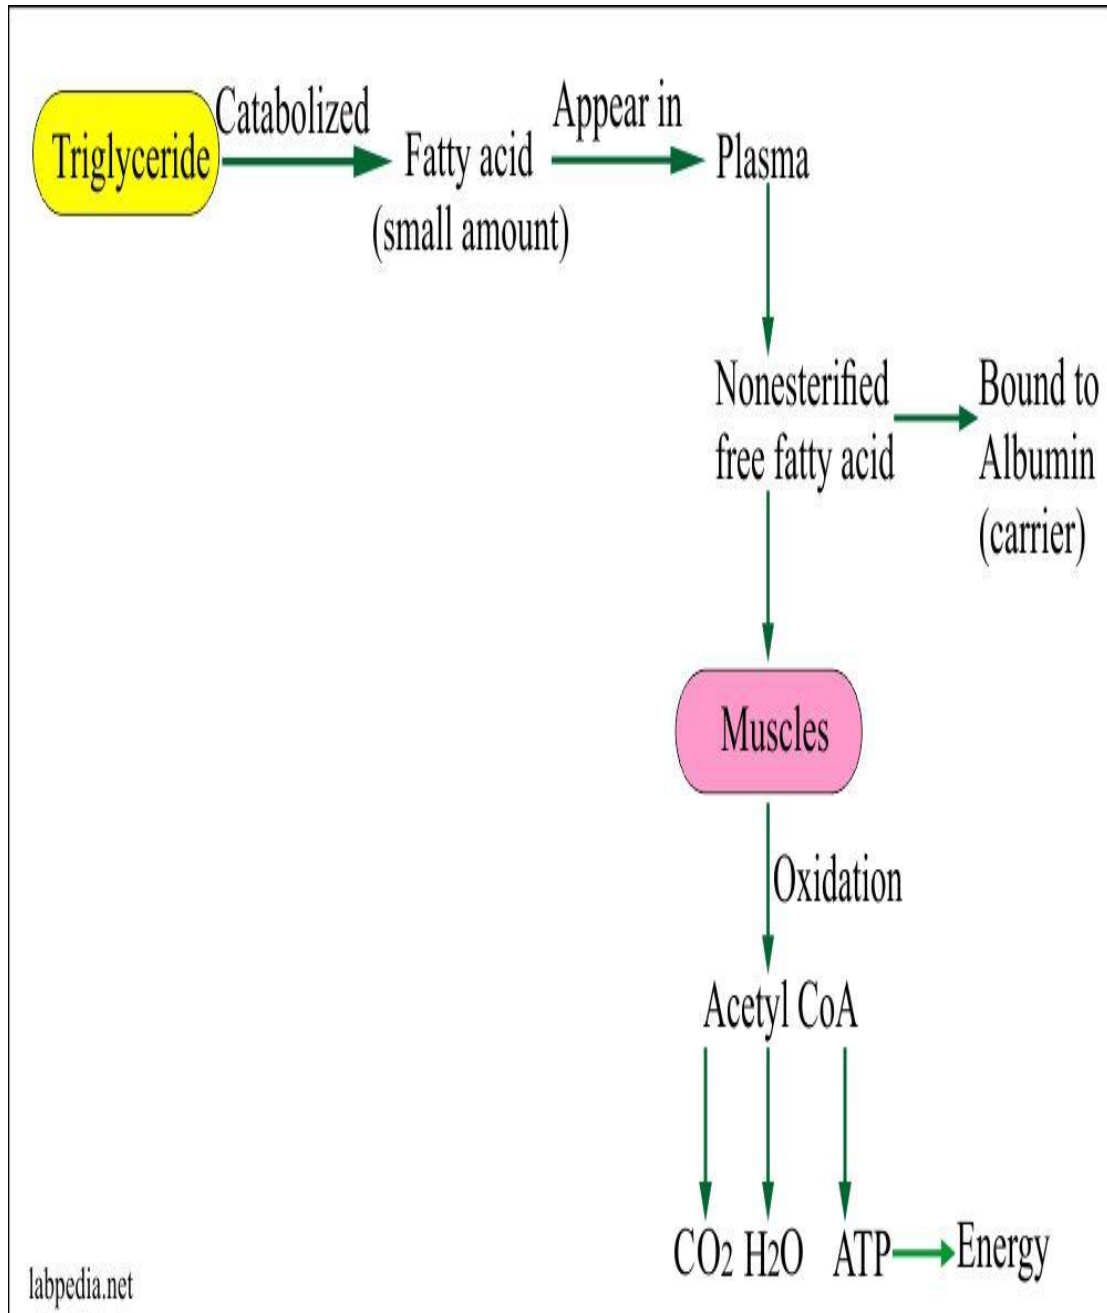 Triglyceride
Catabolized
Fatty acid
(small amount)
Appear in
Plasma
Nonesterified
free fatty acid
Bound to
Albumin
(carrier)
Muscles
Oxidation
Acetyl CoA
CO2 H2O ATP Energy
labpedia.net